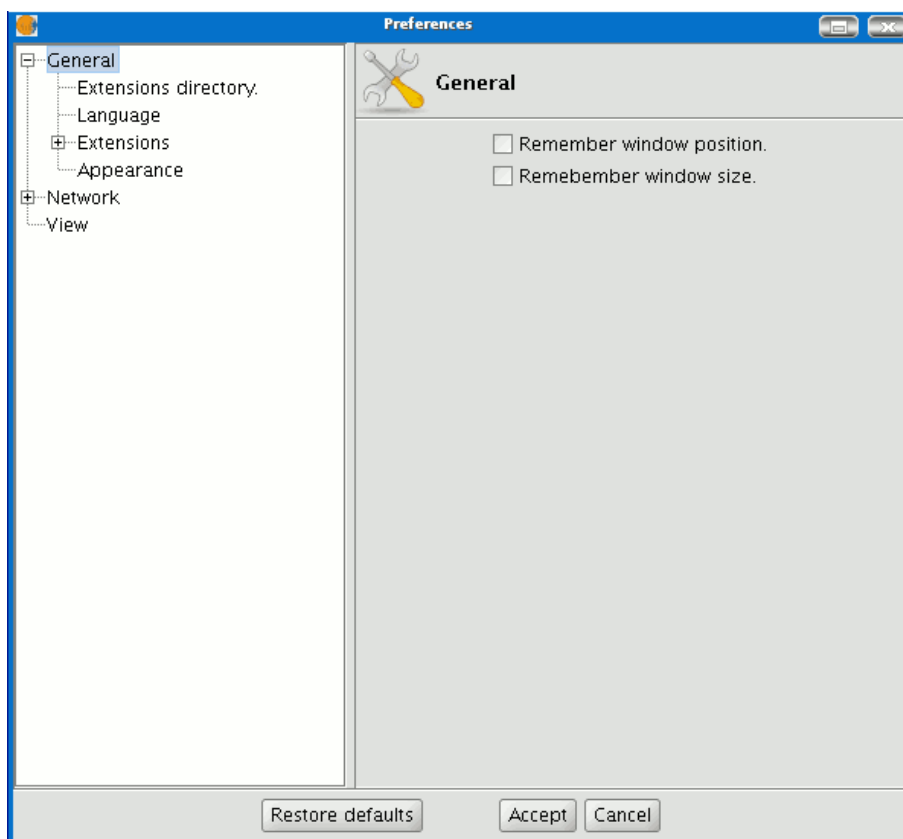 Preferences
General
Extensions directory.
Language
Extensions
Appearance
Network
View
General
Remember window position.
Remebember window size.
Restore defaults
Accept
Cancel